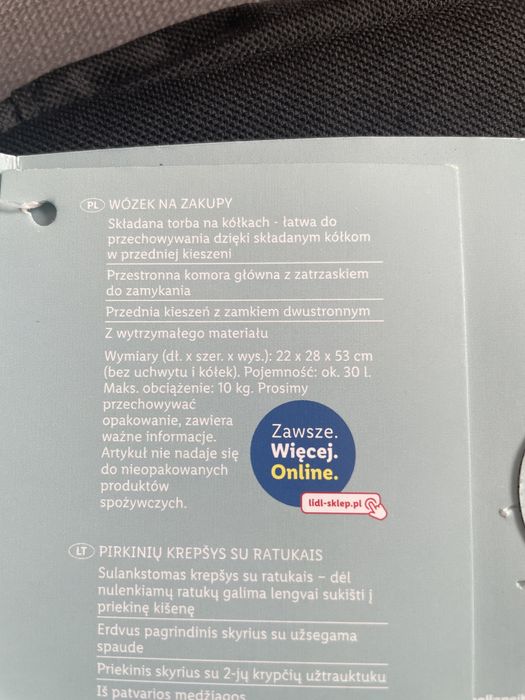 PL WÓZEK NA ZAKUPY
Składana torba na kółkach - łatwa do
przechowywania dzięki składanym kółkom
w przedniej kieszeni
Przestronna komora główna z zatrzaskiem
do zamykania
Przednia kieszeń z zamkiem dwustronnym
Z wytrzymałego materiału
Wymiary (dł. x szer. x wys.): 22 x 28 x 53 cm
(bez uchwytu i kółek). Pojemność: ok. 30 l.
Maks. obciążenie: 10 kg. Prosimy
przechowywać
opakowanie, zawiera
ważne informacje.
Artykuł nie nadaje się
do nieopakowanych
produktów
spożywczych.
Zawsze.
Więcej.
Online.
lidl-sklep.pl
LT PIRKINIŲ KREPŠYS SU RATUKAIS
Sulankstomas krepšys su ratukais – dėl
nulenkiamų ratukų galima lengvai sukišti į
priekinę kišenę
Erdvus pagrindinis skyrius su užsegama
spaude
Priekinis skyrius su 2-jų krypčių užtrauktuku
Iš patvarios medžiagos